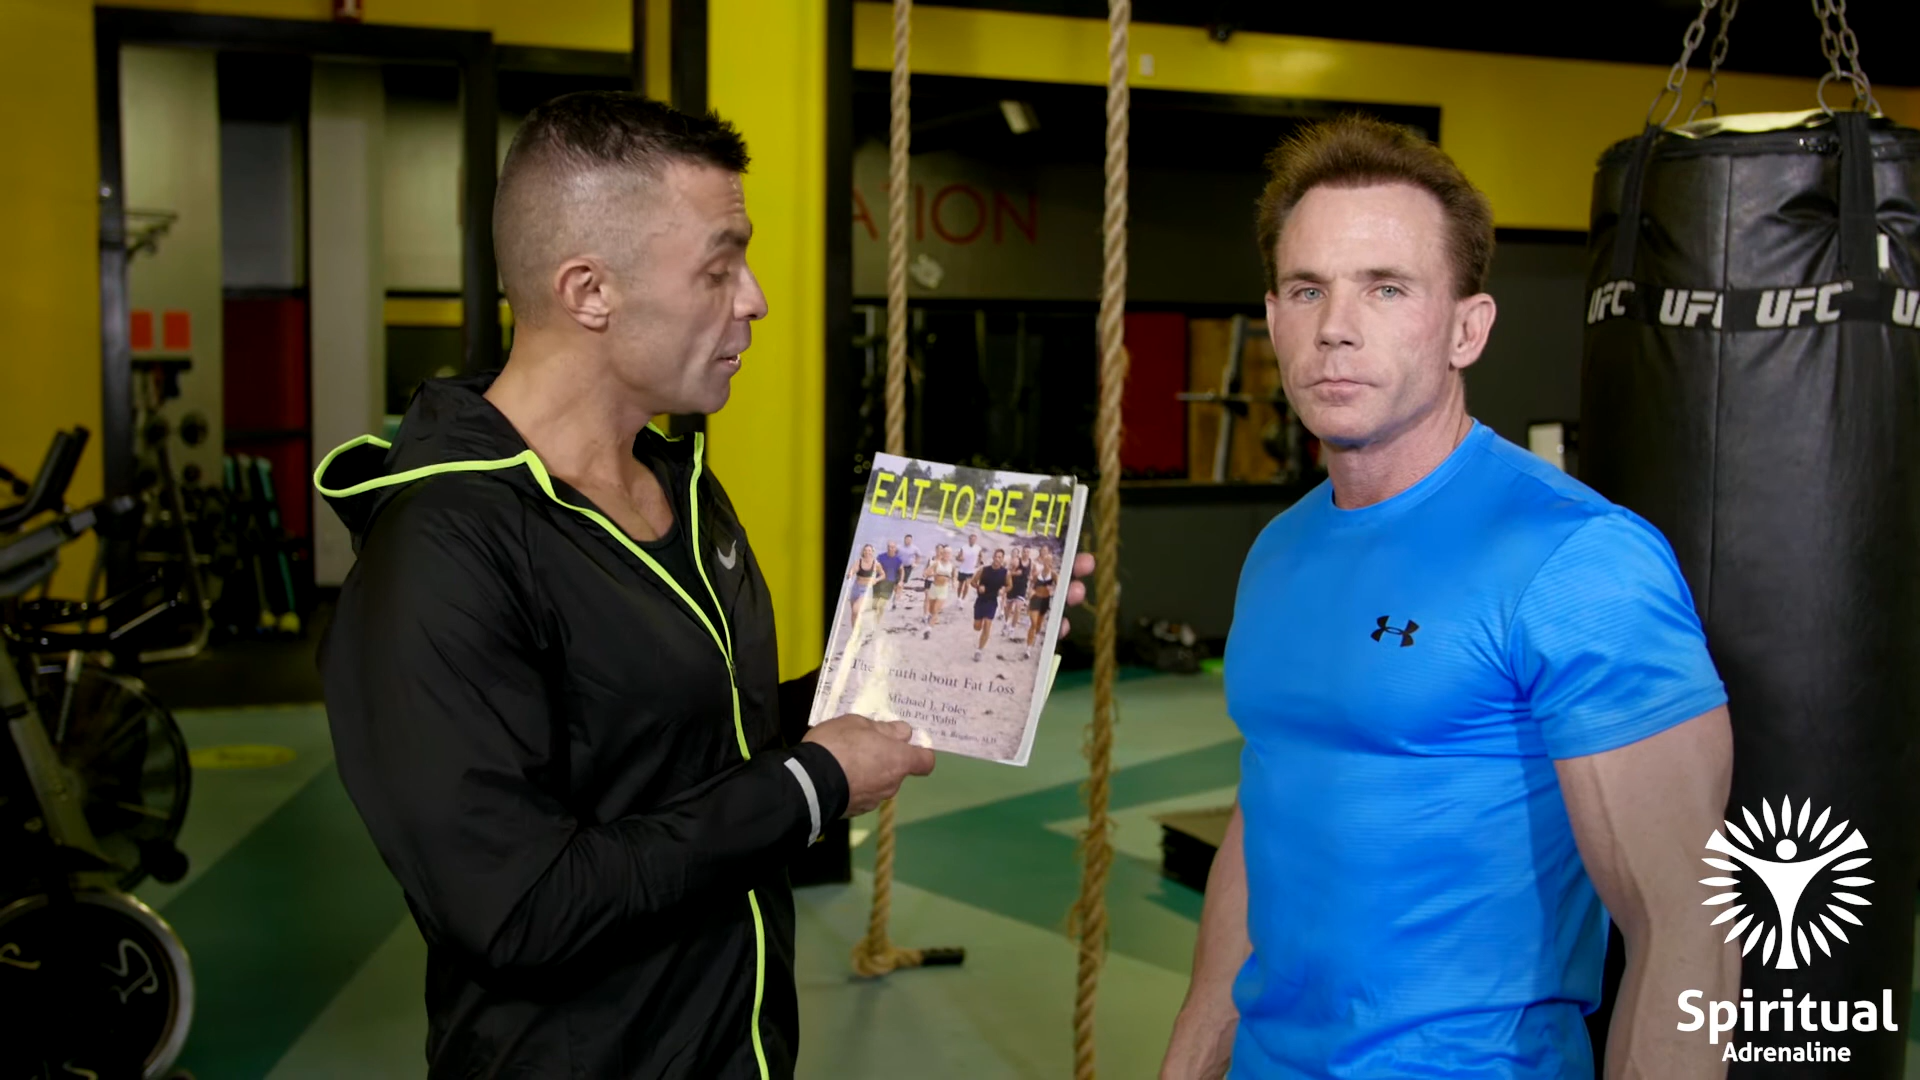 ATION
EAT TO BE FIT
The Truth about Fat Loss
Michael J. Foley
with Pat Walsh
UFC UFC UFC
Spiritual
Adrenaline